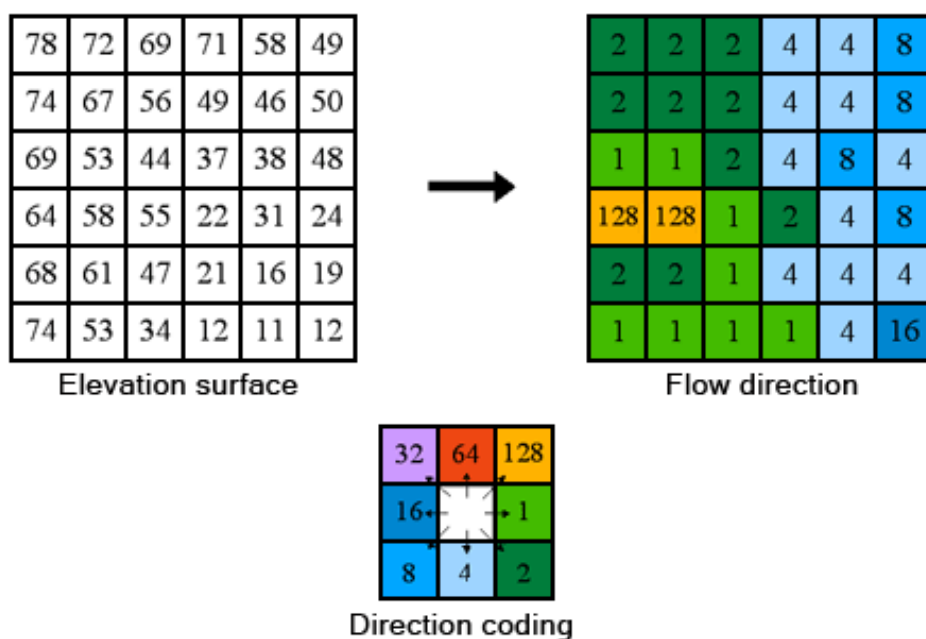 78 72 69 71 58 49 2 2 2 4 4 8
74 67 56 49 46 50 2 2 2 4 4 8
69 53 44 37 38 48 1 1 2 4 8 4
64 58 55 22 31 24 128 128 1 2 4 8
68 61 47 21 16 19 2 2 1 4 4 4
74 53 34 12 11 12 1 1 1 1 4 16
Elevation surface Flow direction
32 64 128
16 1
8 4 2
Direction coding